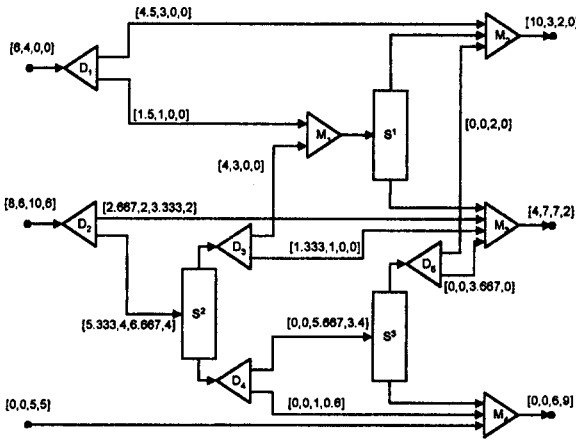 [4.5,3,0,0]
[10,3,2,0]
{6,4,0,0}
D1
M2
[1.5,1,0,0]
[0,0,2,0]
M1
S1
[4,3,0,0]
{8,6,10,6}
[2.667,2,3.333,2]
[4,7,7,2]
D2
D3
M3
[1.333,1,0,0]
D5
[0,0,3.667,0]
S2
{5.333,4,6.667,4}
[0,0,5.667,3.4}
S3
D4
[0,0,5,5}
[0,0,1,0.6]
[0,0,6,9]
M4